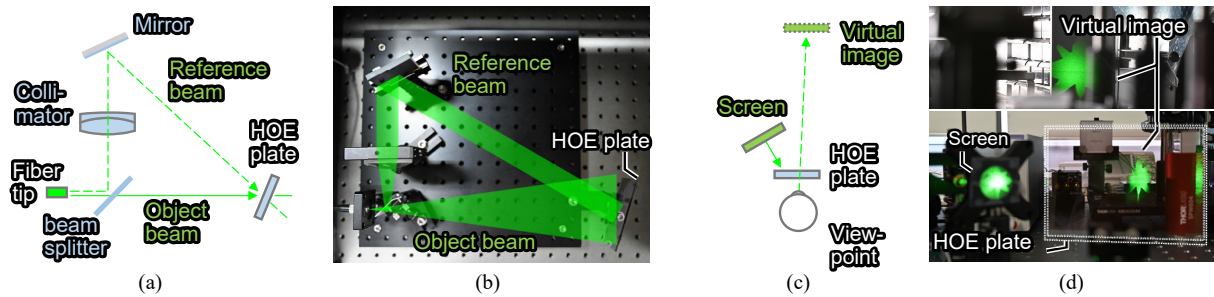 Mirror
Reference
beam
Colli-
mator
HOE
plate
Fiber
tip
beam
splitter
Object
beam
(a)
Reference
beam
HOE plate
Object beam
(b)
Virtual
image
Screen
HOE
plate
View-
point
(c)
Virtual image
Screen
THOR
HOE plate
(d)